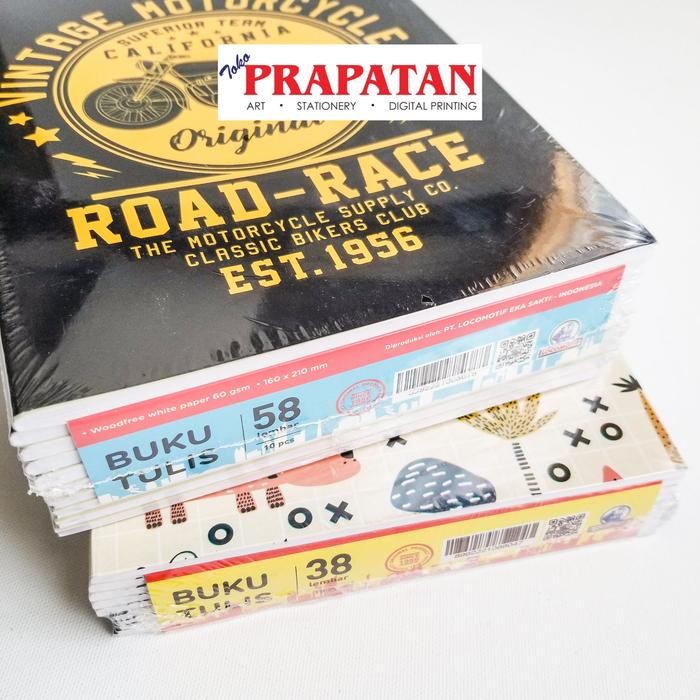 VINTAGE MOTORCYCLE
SUPERIOR TEAM
CALIFORNIA
Original
Toko
PRAPATAN
ART • STATIONERY • DIGITAL PRINTING
ROAD-RACE
THE MOTORCYCLE SUPPLY CO.
CLASSIC BIKERS CLUB
EST.1956
• Woodfree white paper 60 gsm • 160 x 210 mm
Diproduksi oleh: PT. LOCOMOTIF EKA SAKTI - INDONESIA
BUKU
TULIS
58
lembar
10 pcs
BUKU
TULIS
38
lembar